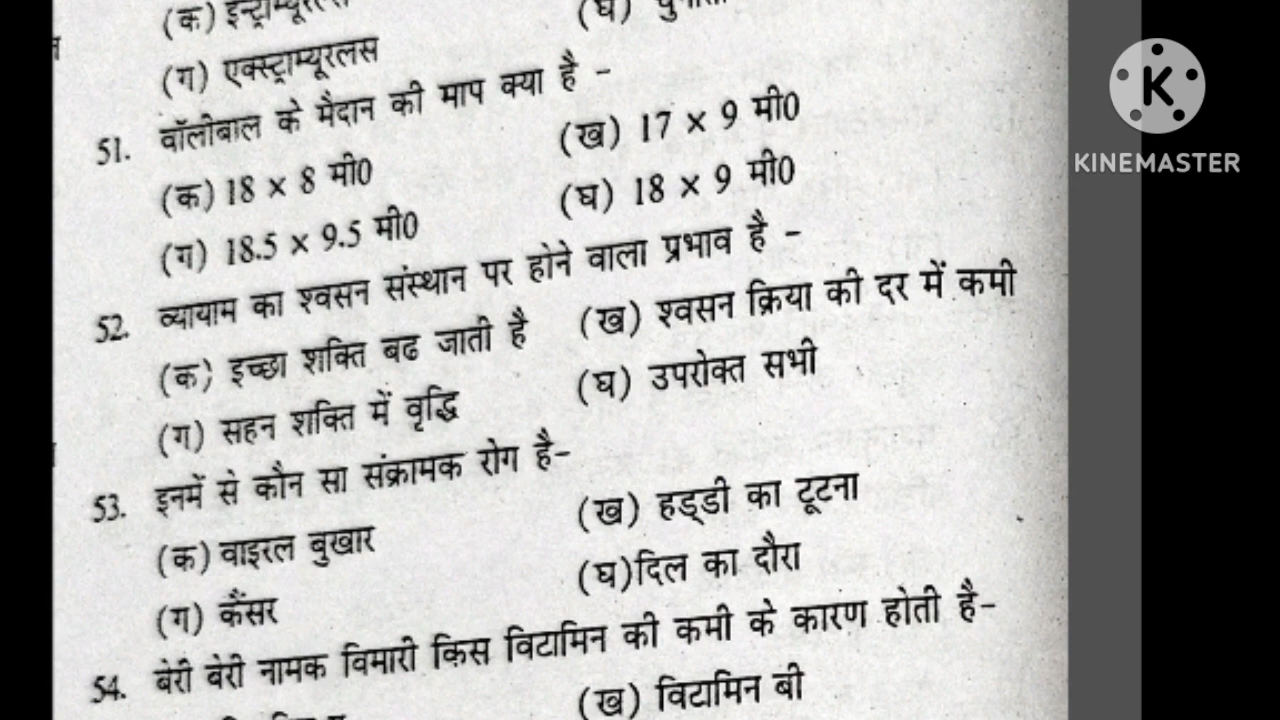 (ग) एक्स्ट्राम्यूरलस
51. वॉलीबाल के मैदान की माप क्या है -
(क) 18 × 8 मी0 (ख) 17 × 9 मी0
(ग) 18.5 × 9.5 मी0 (घ) 18 × 9 मी0
52. व्यायाम का श्वसन संस्थान पर होने वाला प्रभाव है -
(क) इच्छा शक्ति बढ जाती है (ख) श्वसन क्रिया की दर में कमी
(ग) सहन शक्ति में वृद्धि (घ) उपरोक्त सभी
53. इनमें से कौन सा संक्रामक रोग है-
(क) वाइरल बुखार (ख) हड्डी का टूटना
(ग) कैंसर (घ)दिल का दौरा
54. बेरी बेरी नामक विमारी किस विटामिन की कमी के कारण होती है-
(ख) विटामिन बी
K
KINEMASTER